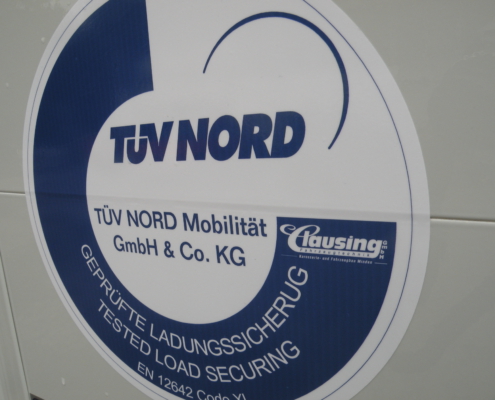 TÜV NORD
TÜV NORD Mobilität
GmbH & Co. KG
Clausing
GEPRÜFTE LADUNGSSICHERUG
TESTED LOAD SECURING
EN 12642 Code XL